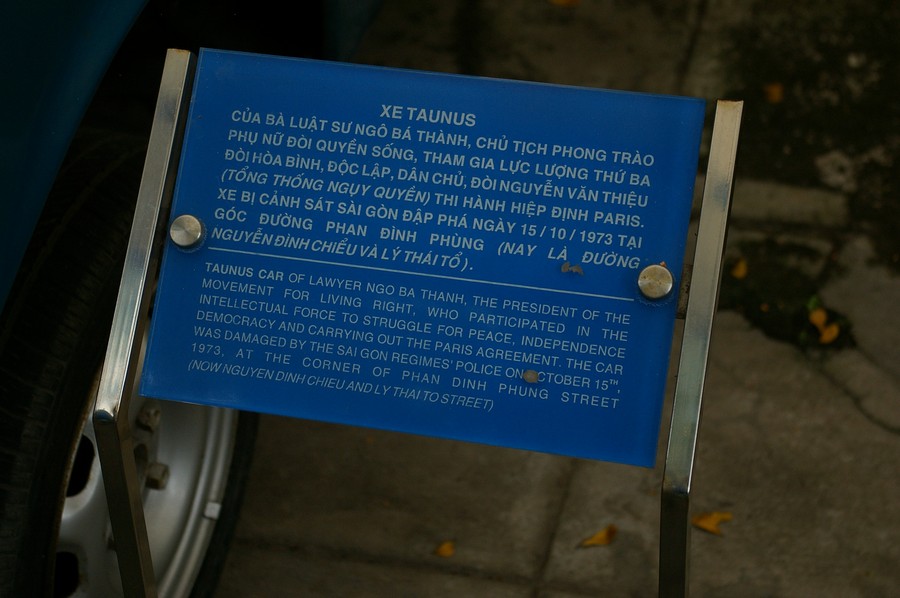 XE TAUNUS
CỦA BÀ LUẬT SƯ NGÔ BÁ THÀNH, CHỦ TỊCH PHONG TRÀO
PHỤ NỮ ĐÒI QUYỀN SỐNG, THAM GIA LỰC LƯỢNG THỨ BA
ĐÒI HÒA BÌNH, ĐỘC LẬP, DÂN CHỦ, ĐÒI NGUYỄN VĂN THIỆU
(TỔNG THỐNG NGỤY QUYỀN) THI HÀNH HIỆP ĐỊNH PARIS.
XE BỊ CẢNH SÁT SÀI GÒN ĐẬP PHÁ NGÀY 15 / 10 / 1973 TẠI
GÓC ĐƯỜNG PHAN ĐÌNH PHÙNG (NAY LÀ ĐƯỜNG
NGUYỄN ĐÌNH CHIỂU VÀ LÝ THÁI TỔ).
TAUNUS CAR OF LAWYER NGO BA THANH, THE PRESIDENT OF THE
MOVEMENT FOR LIVING RIGHT, WHO PARTICIPATED IN THE
INTELLECTUAL FORCE TO STRUGGLE FOR PEACE, INDEPENDENCE
DEMOCRACY AND CARRYING OUT THE PARIS AGREEMENT. THE CAR
WAS DAMAGED BY THE SAI GON REGIMES' POLICE ON OCTOBER 15TH,
1973, AT THE CORNER OF PHAN DINH PHUNG STREET
(NOW NGUYEN DINH CHIEU AND LY THAI TO STREET)